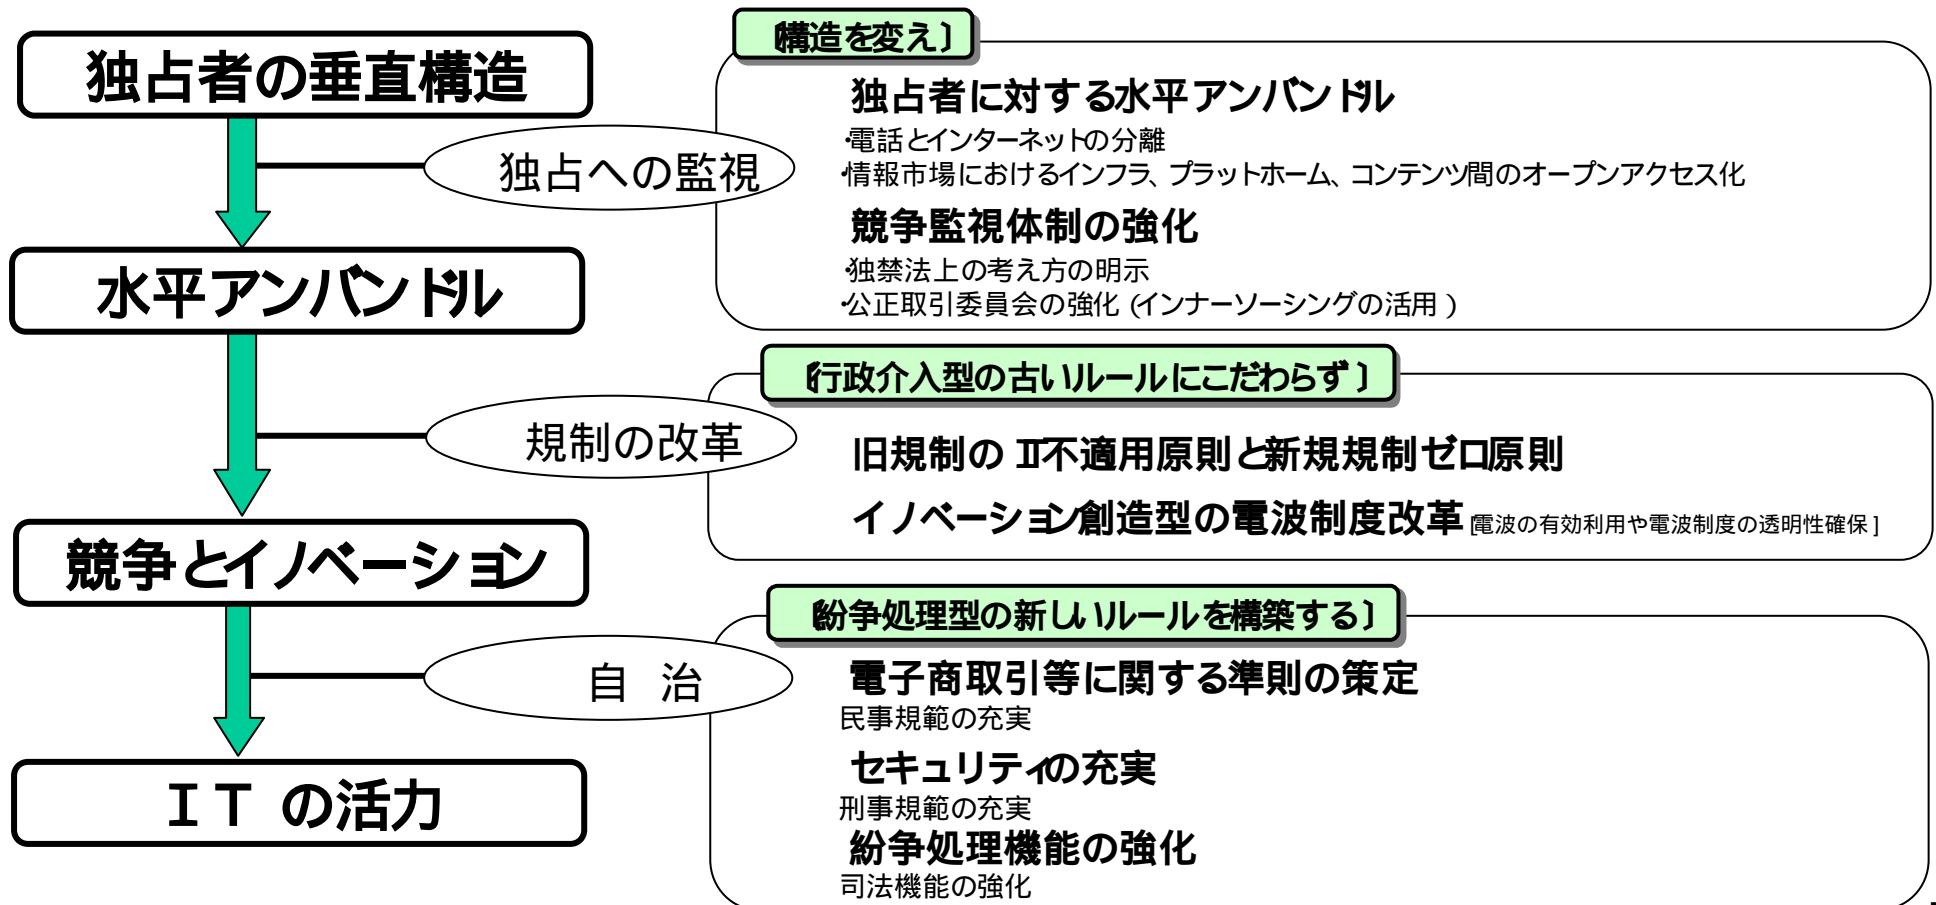 独占者の垂直構造
独占への監視
水平アンバンドル
規制の改革
競争とイノベーション
自 治
ＩＴ の活力
〔構造を変え〕
独占者に対する水平アンバンドル
・電話とインターネットの分離
・情報市場におけるインフラ、プラットホーム、コンテンツ間のオープンアクセス化
競争監視体制の強化
・独禁法上の考え方の明示
・公正取引委員会の強化（インナーソーシングの活用）
〔行政介入型の古いルールにこだわらず〕
旧規制のIT不適用原則と新規規制ゼロ原則
イノベーション創造型の電波制度改革 [電波の有効利用や電波制度の透明性確保]
〔紛争処理型の新しいルールを構築する〕
電子商取引等に関する準則の策定
民事規範の充実
セキュリティの充実
刑事規範の充実
紛争処理機能の強化
司法機能の強化